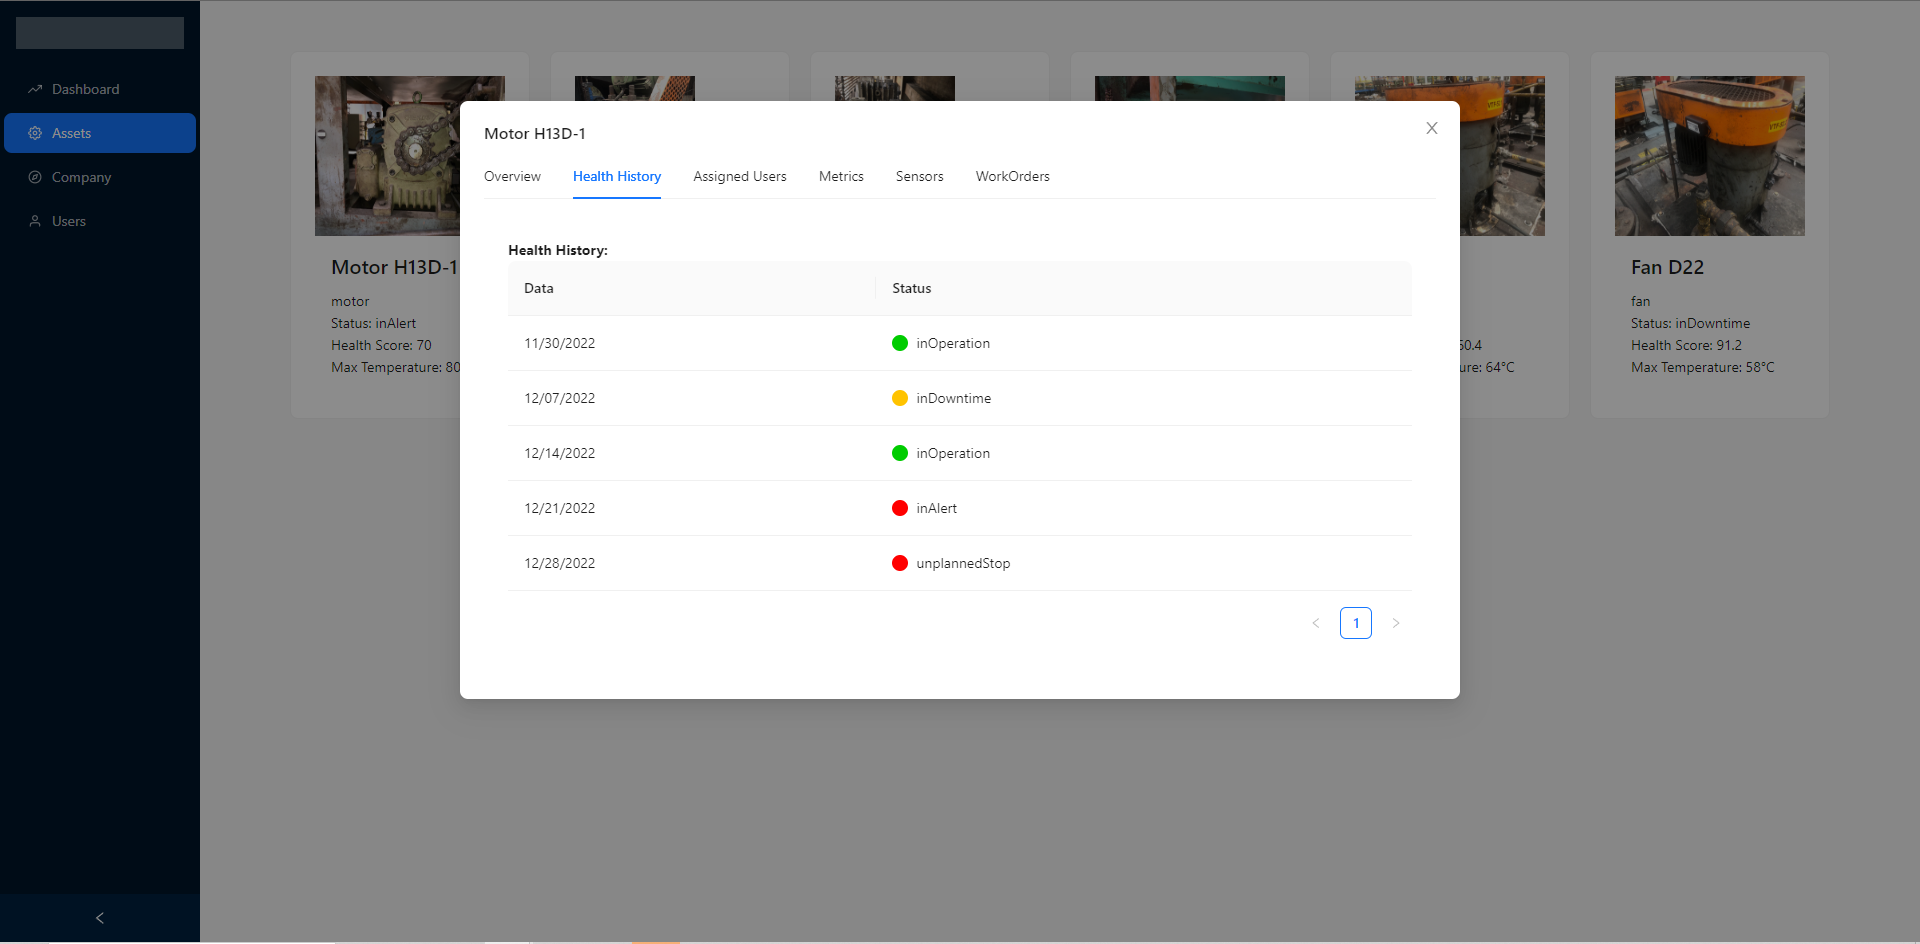 Dashboard
Assets
Company
Users
Motor H13D-1
motor
Status: inAlert
Health Score: 70
Max Temperature: 80
Motor H13D-1
Overview
Health History
Assigned Users
Metrics
Sensors
WorkOrders
Health History:
Data Status
11/30/2022 inOperation
12/07/2022 inDowntime
12/14/2022 inOperation
12/21/2022 inAlert
12/28/2022 unplannedStop
1
64°C
Fan D22
fan
Status: inDowntime
Health Score: 91.2
Max Temperature: 58°C